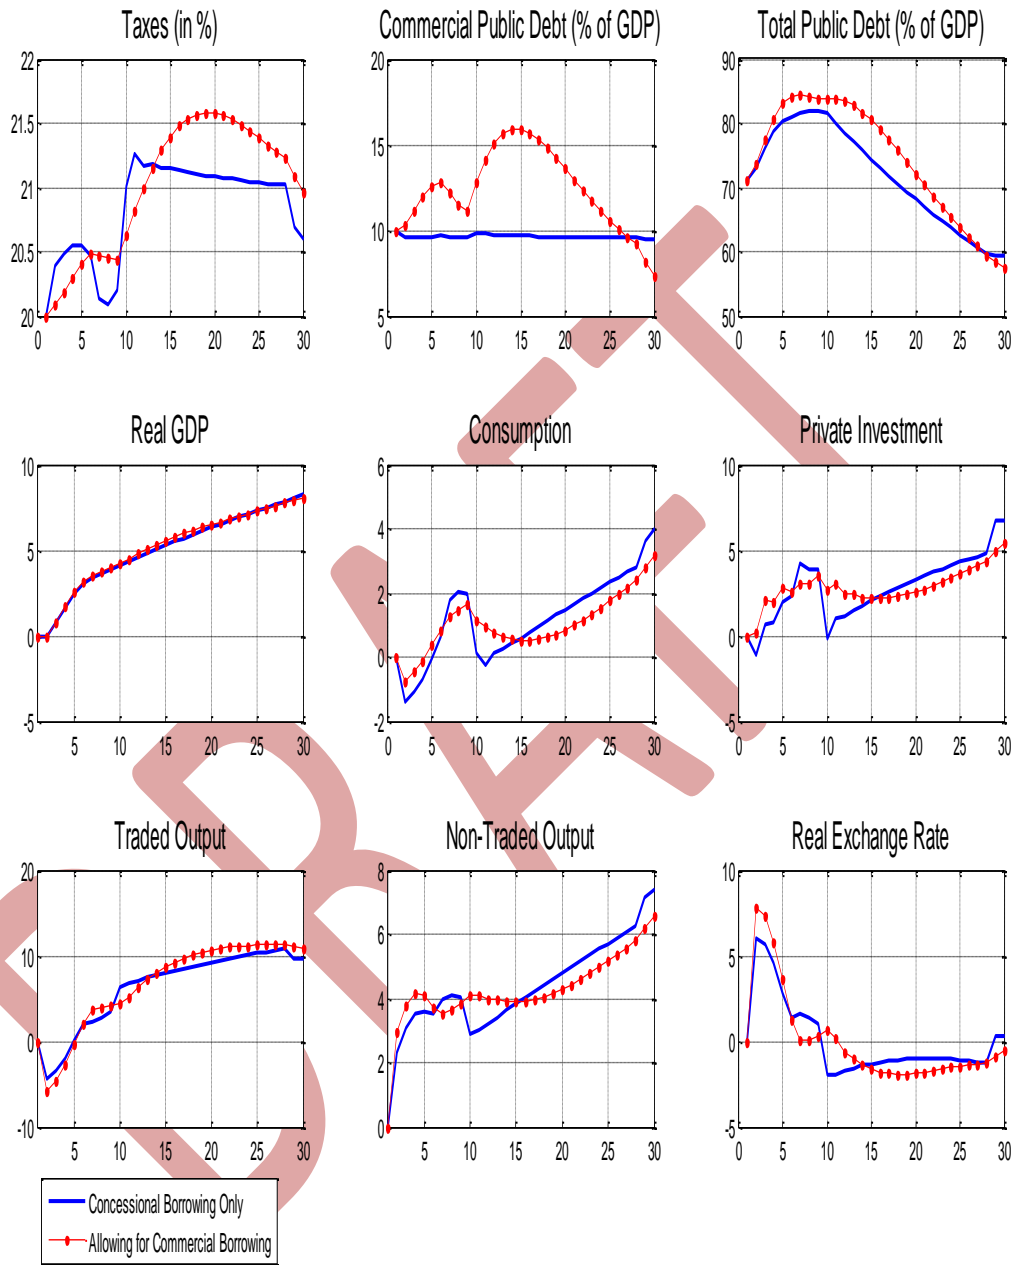 Taxes (in %)
Commercial Public Debt (% of GDP)
Total Public Debt (% of GDP)
22
21.5
21
20.5
20
0 5 10 15 20 25 30
20
15
10
5
0 5 10 15 20 25 30
90
80
70
60
50
0 5 10 15 20 25 30
Real GDP
Consumption
Private Investment
10
5
0
-5
5 10 15 20 25 30
6
4
2
0
-2
0 5 10 15 20 25 30
10
5
0
-5
0 5 10 15 20 25 30
Traded Output
Non-Traded Output
Real Exchange Rate
20
10
0
-10
5 10 15 20 25 30
8
6
4
2
0
5 10 15 20 25 30
10
5
0
-5
0 5 10 15 20 25 30
Concessional Borrowing Only
Allowing for Commercial Borrowing
DRAFT